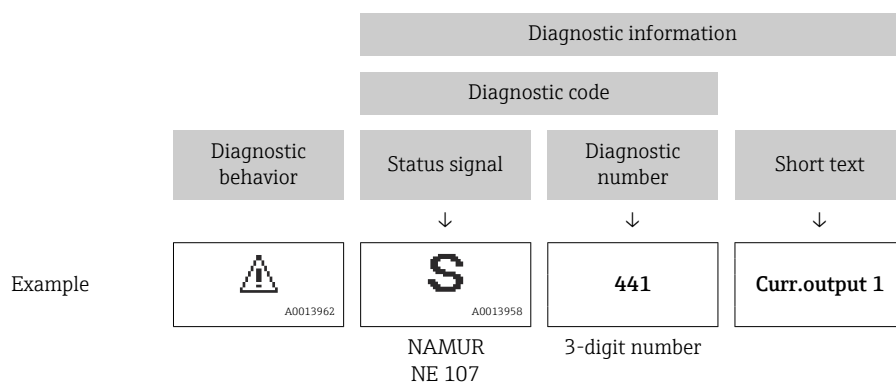 Diagnostic information
Diagnostic code
Diagnostic
behavior
Status signal
Diagnostic
number
Short text
↓ ↓ ↓
Example
A0013962
S
A0013958
441
Curr.output 1
NAMUR
NE 107
3-digit number